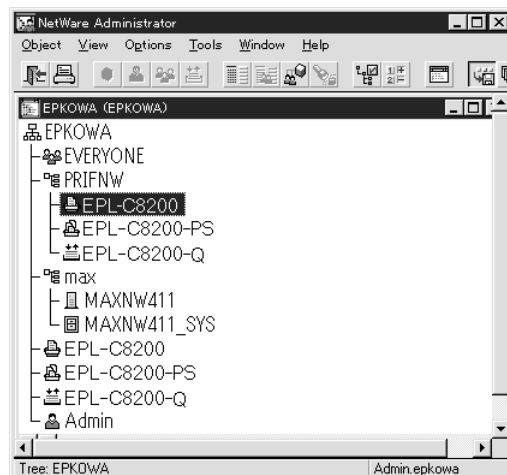 NetWare Administrator
Object View Options Tools Window Help
EPKOWA (EPKOWA)
EPKOWA
EVERYONE
PRIFNW
EPL-C8200
EPL-C8200-PS
EPL-C8200-Q
max
MAXNW411
MAXNW411_SYS
EPL-C8200
EPL-C8200-PS
EPL-C8200-Q
Admin
Tree: EPKOWA Admin.epkowa